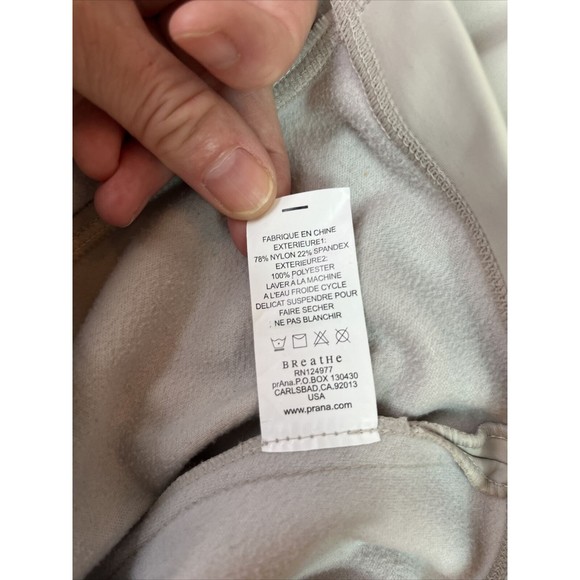 FABRIQUE EN CHINE
EXTERIEURE1:
78% NYLON 22% SPANDEX
EXTERIEURE2:
100% POLYESTER
LAVER A LA MACHINE
A L'EAU FROIDE CYCLE
DELICAT SUSPENDRE POUR
FAIRE SECHER
: NE PAS BLANCHIR
BReatHe
RN124977
prAna.P.O.BOX 130430
CARLSBAD,CA.92013
USA
www.prana.com